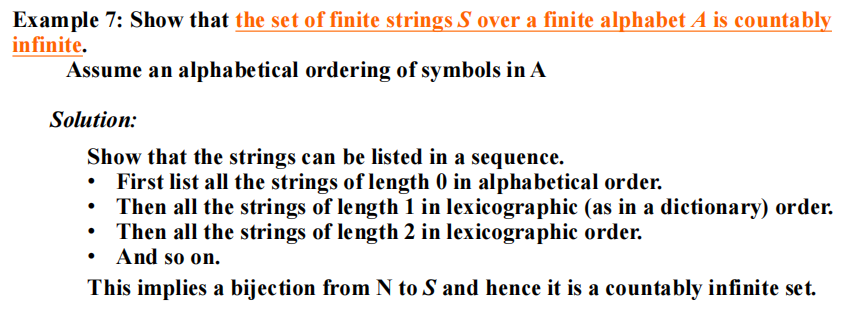 Example 7: Show that the set of finite strings S over a finite alphabet A is countably
infinite.
Assume an alphabetical ordering of symbols in A
Solution:
Show that the strings can be listed in a sequence.
• First list all the strings of length 0 in alphabetical order.
• Then all the strings of length 1 in lexicographic (as in a dictionary) order.
• Then all the strings of length 2 in lexicographic order.
• And so on.
This implies a bijection from N to S and hence it is a countably infinite set.